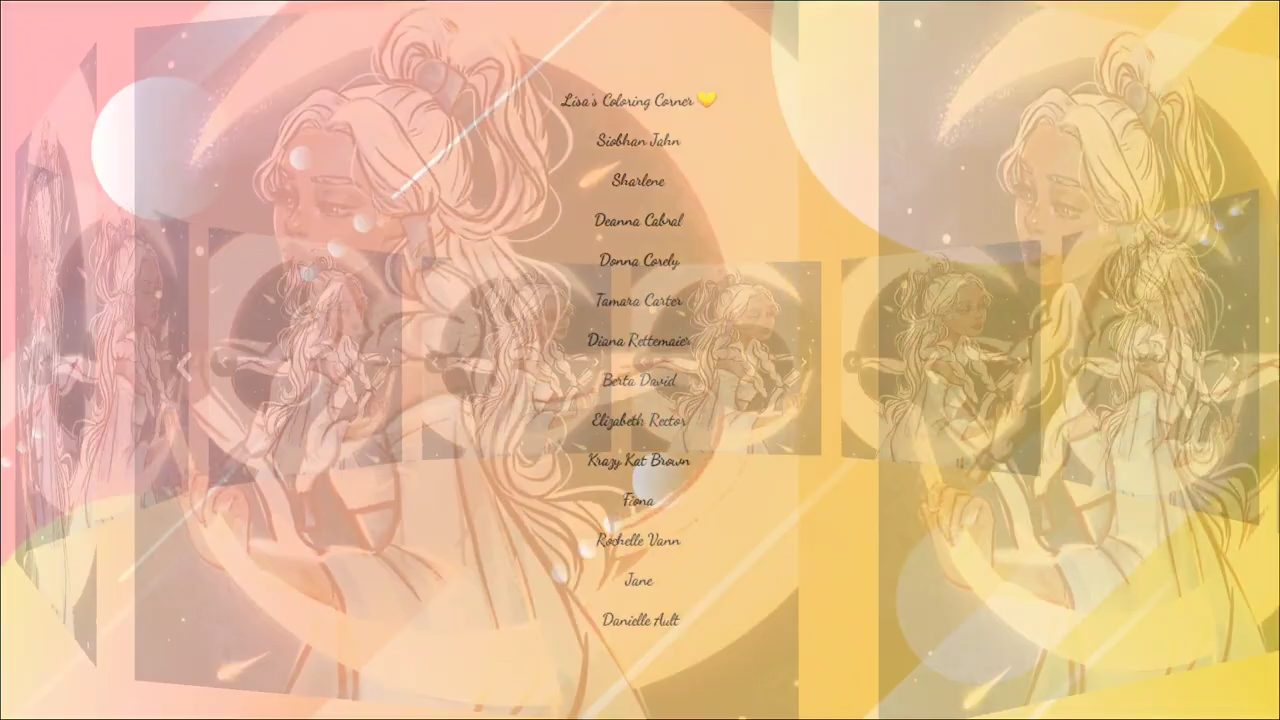 Lisa's Coloring Corner 💛
Siobhan Jahn
Sharlene
Deanna Cabral
Donna Corely
Tamara Carter
Diana Rettemaier
Berta David
Elizabeth Rector
Krazy Kat Brown
Fiona
Rochelle Vann
Jane
Danielle Ault